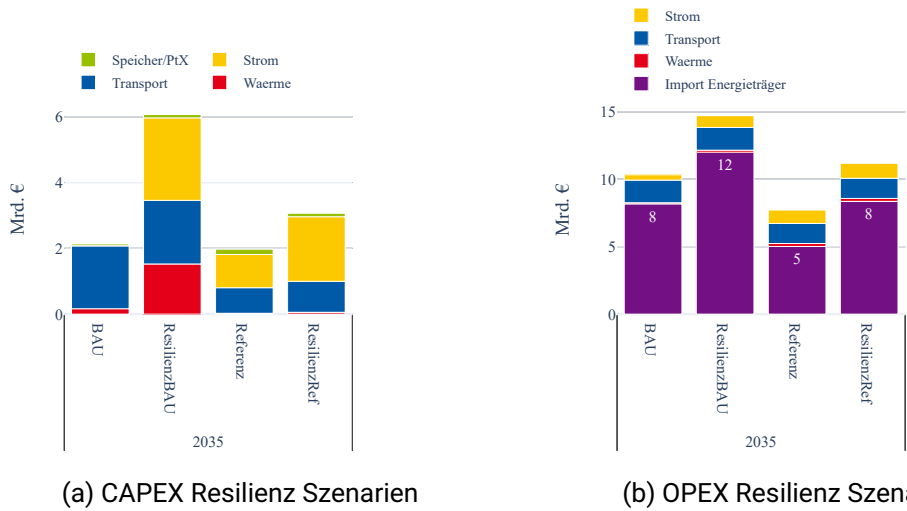 Speicher/PtX Strom
Transport Waerme
Mrd. €
6
4
2
0
BAU
ResilienzBAU
Referenz
ResilienzRef
2035
(a) CAPEX Resilienz Szenarien
Strom
Transport
Waerme
Import Energieträger
Mrd. €
15
10
5
0
8
12
5
8
BAU
ResilienzBAU
Referenz
ResilienzRef
2035
(b) OPEX Resilienz Szena